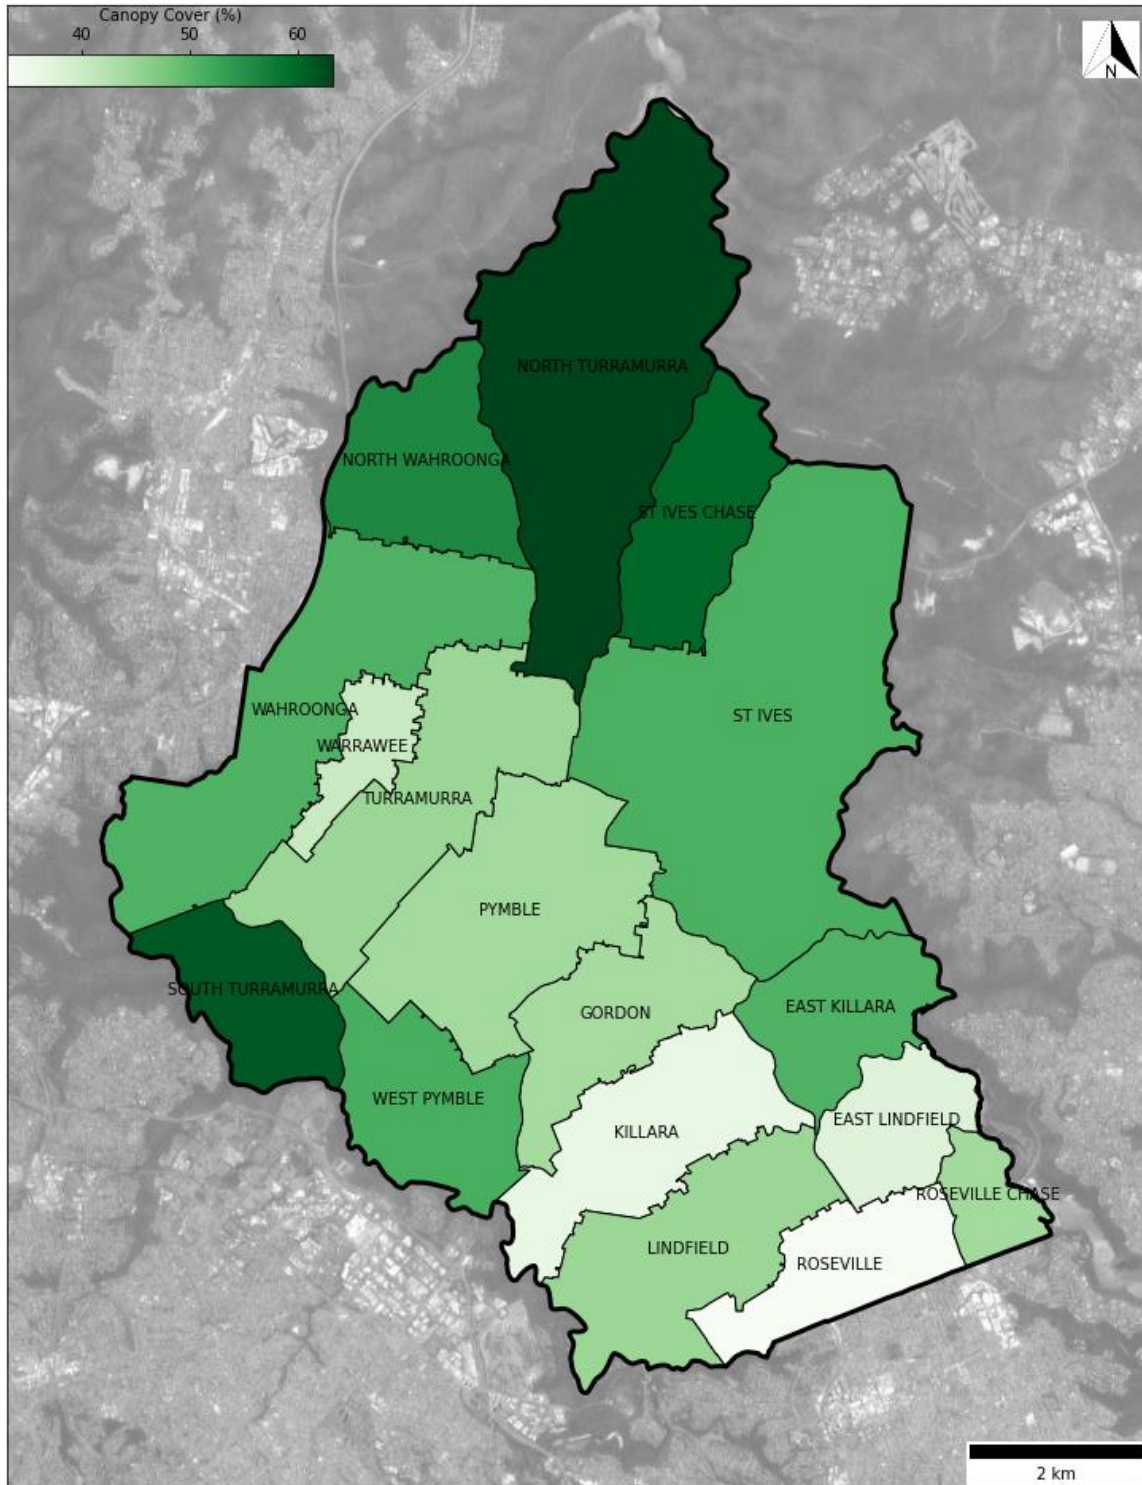 Canopy Cover (%)
40 50 60
N
NORTH TURRAMURRA
NORTH WAHROONGA
ST IVES CHASE
WAHROONGA
ST IVES
WARRAWEE
TURRAMURRA
PYMBLE
SOUTH TURRAMURRA
GORDON
EAST KILLARA
WEST PYMBLE
KILLARA
EAST LINDFIELD
ROSEVILLE CHASE
LINDFIELD
ROSEVILLE
2 km